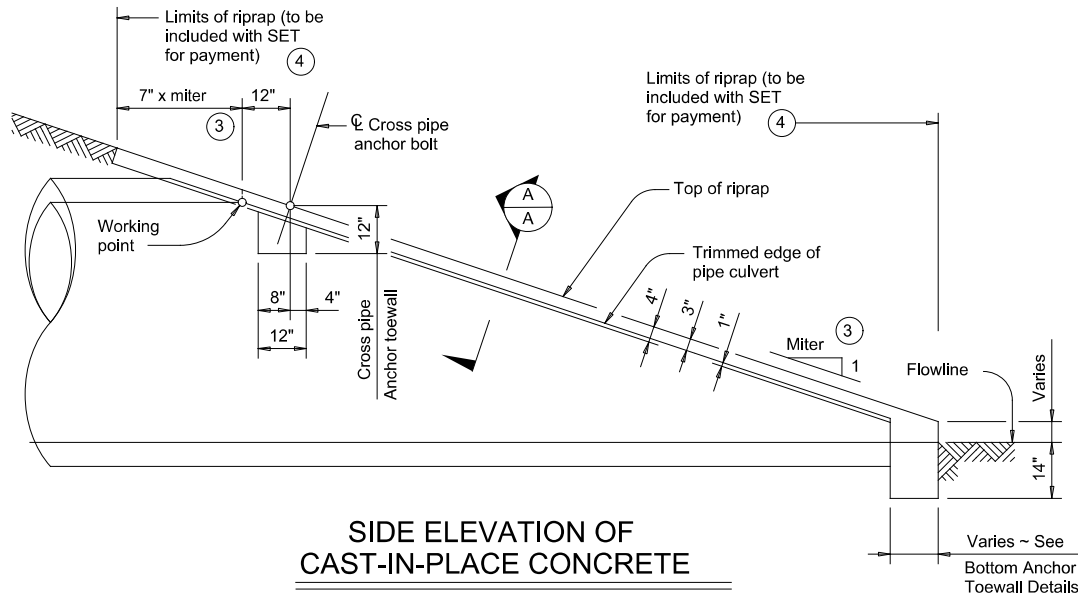 Limits of riprap (to be
included with SET
for payment)
4
7" x miter
12"
3
℄ Cross pipe
anchor bolt
Limits of riprap (to be
included with SET
for payment)
4
A
A
Top of riprap
Working
point
12"
Trimmed edge of
pipe culvert
8"
4"
12"
Cross pipe
Anchor toewall
4"
3"
1"
Miter
3
1
Flowline
Varies
14"
SIDE ELEVATION OF
CAST-IN-PLACE CONCRETE
Varies ~ See
Bottom Anchor
Toewall Details